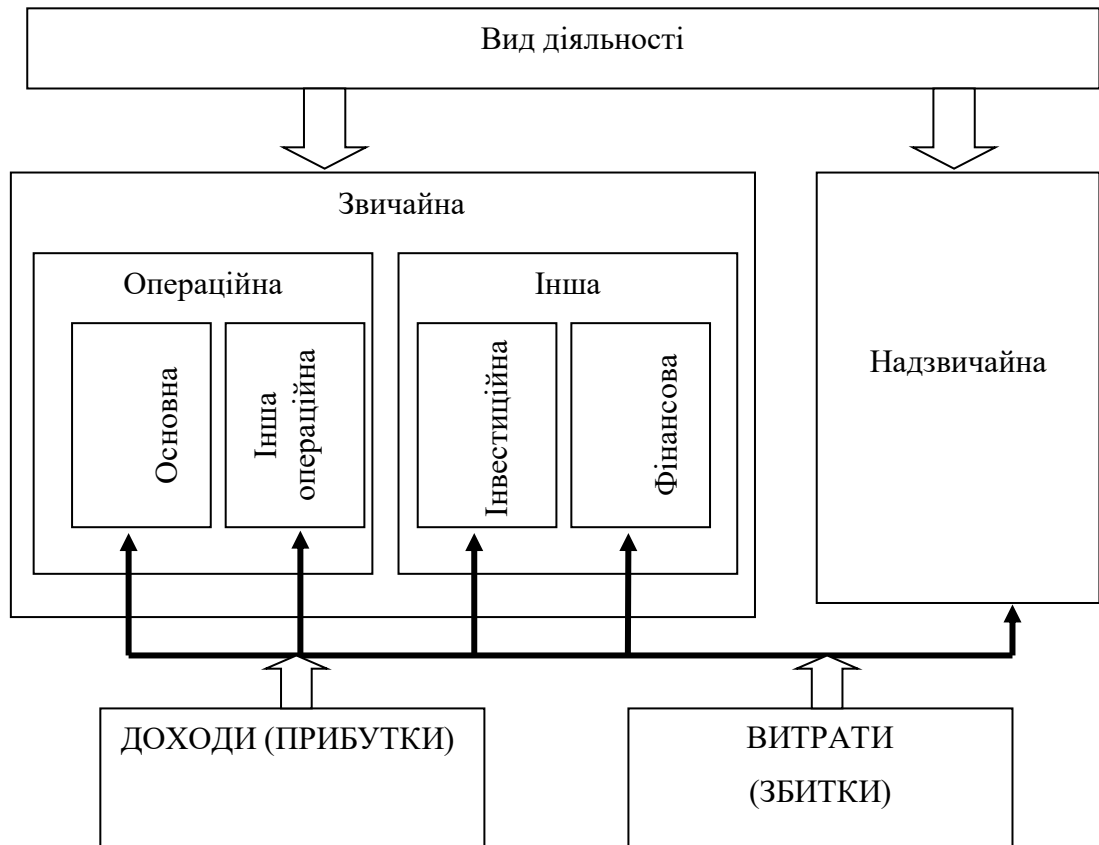 Вид діяльності
Звичайна
Операційна
Інша
Основна
Інша
операційна
Інвестиційна
Фінансова
Надзвичайна
ДОХОДИ (ПРИБУТКИ)
ВИТРАТИ
(ЗБИТКИ)